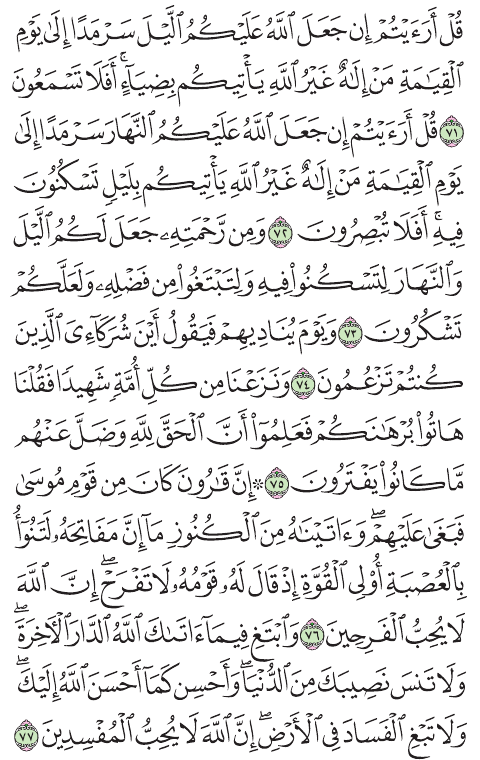 قُلْ أَرَءَيْتُمْ إِن جَعَلَ ٱللَّهُ عَلَيْكُمُ ٱلَّيْلَ سَرْمَدًا إِلَىٰ يَوْمِ
ٱلْقِيَٰمَةِ مَنْ إِلَٰهٌ غَيْرُ ٱللَّهِ يَأْتِيكُم بِضِيَآءٍ ۖ أَفَلَا تَسْمَعُونَ
٧١ قُلْ أَرَءَيْتُمْ إِن جَعَلَ ٱللَّهُ عَلَيْكُمُ ٱلنَّهَارَ سَرْمَدًا إِلَىٰ
يَوْمِ ٱلْقِيَٰمَةِ مَنْ إِلَٰهٌ غَيْرُ ٱللَّهِ يَأْتِيكُم بِلَيْلٍ تَسْكُنُونَ
فِيهِ ۖ أَفَلَا تُبْصِرُونَ ٧٢ وَمِن رَّحْمَتِهِۦ جَعَلَ لَكُمُ ٱلَّيْلَ
وَٱلنَّهَارَ لِتَسْكُنُوا۟ فِيهِ وَلِتَبْتَغُوا۟ مِن فَضْلِهِۦ وَلَعَلَّكُمْ
تَشْكُرُونَ ٧٣ وَيَوْمَ يُنَادِيهِمْ فَيَقُولُ أَيْنَ شُرَكَآءِىَ ٱلَّذِينَ
كُنتُمْ تَزْعُمُونَ ٧٤ وَنَزَعْنَا مِن كُلِّ أُمَّةٍ شَهِيدًا فَقُلْنَا
هَاتُوا۟ بُرْهَٰنَكُمْ فَعَلِمُوٓا۟ أَنَّ ٱلْحَقَّ لِلَّهِ وَضَلَّ عَنْهُم
مَّا كَانُوا۟ يَفْتَرُونَ ٧٥ ۞ إِنَّ قَٰرُونَ كَانَ مِن قَوْمِ مُوسَىٰ
فَبَغَىٰ عَلَيْهِمْ ۖ وَءَاتَيْنَٰهُ مِنَ ٱلْكُنُوزِ مَآ إِنَّ مَفَاتِحَهُۥ لَتَنُوٓأُ
بِٱلْعُصْبَةِ أُو۟لِى ٱلْقُوَّةِ إِذْ قَالَ لَهُۥ قَوْمُهُۥ لَا تَفْرَحْ ۖ إِنَّ ٱللَّهَ
لَا يُحِبُّ ٱلْفَرِحِينَ ٧٦ وَٱبْتَغِ فِيمَآ ءَاتَىٰكَ ٱللَّهُ ٱلدَّارَ ٱلْءَاخِرَةَ ۖ
وَلَا تَنسَ نَصِيبَكَ مِنَ ٱلدُّنْيَا ۖ وَأَحْسِن كَمَآ أَحْسَنَ ٱللَّهُ إِلَيْكَ ۖ
وَلَا تَبْغِ ٱلْفَسَادَ فِى ٱلْأَرْضِ ۖ إِنَّ ٱللَّهَ لَا يُحِبُّ ٱلْمُفْسِدِينَ ٧٧